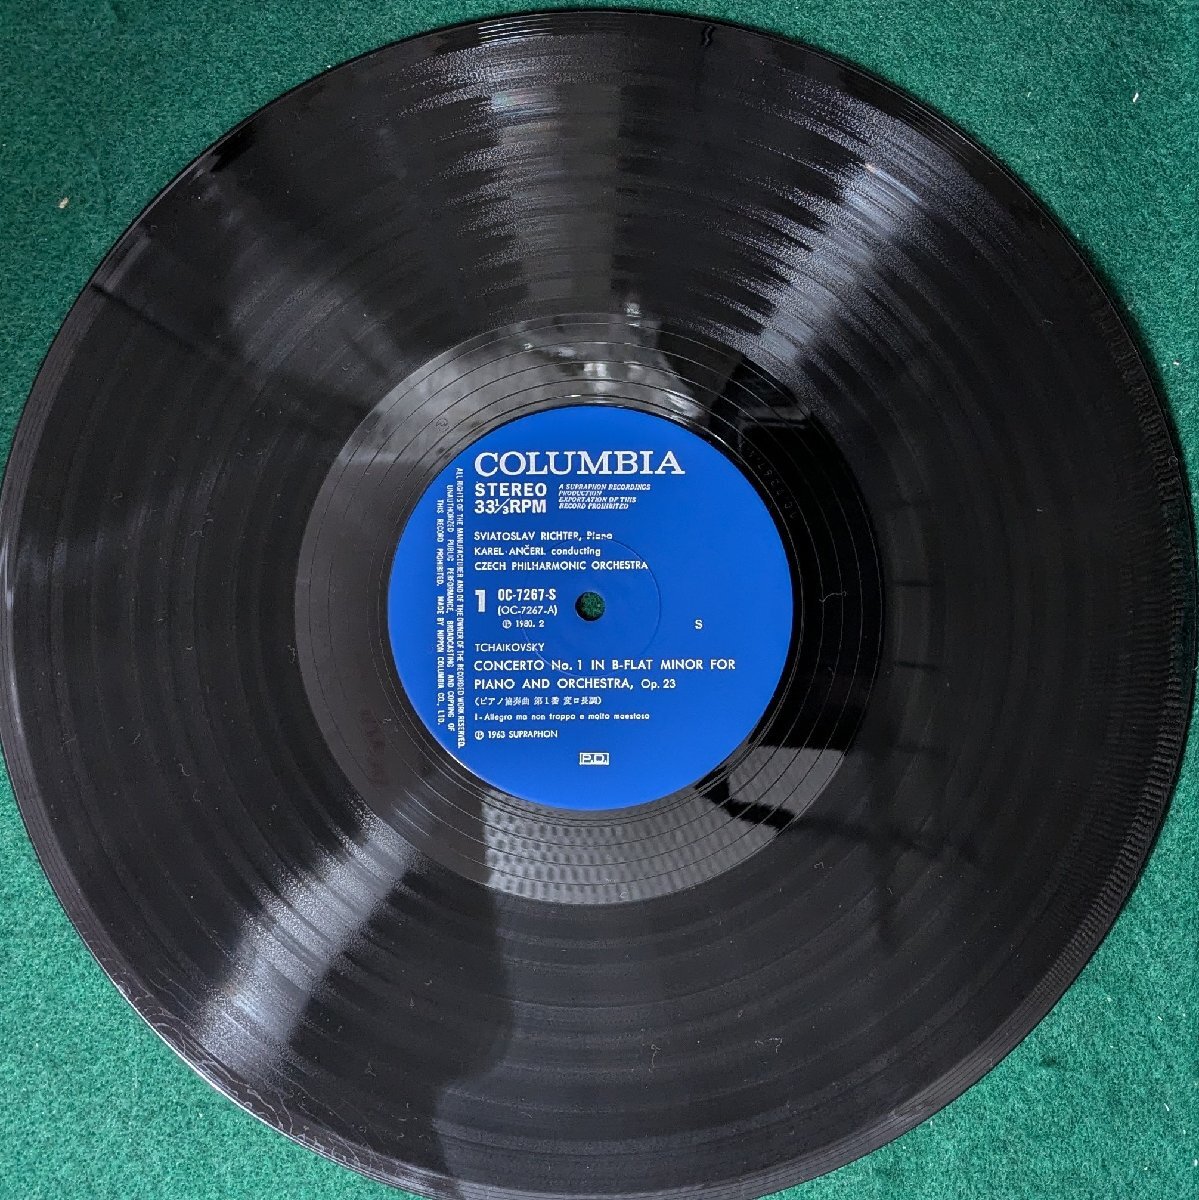 COLUMBIA
STEREO
33⅓RPM
A SUPRAPHON RECORDINGS
PRODUCTION
EXPORTATION OF THIS
RECORD PROHIBITED
SVIATOSLAV RICHTER, Piano
KAREL ANČERL conducting
CZECH PHILHARMONIC ORCHESTRA
1 OC-7267-S
(OC-7267-A)
Ⓟ 1980. 2
S
TCHAIKOVSKY
CONCERTO No. 1 IN B-FLAT MINOR FOR
PIANO AND ORCHESTRA, Op. 23
(ピアノ協奏曲 第1番 変ロ長調)
I - Allegro ma non troppo e molto maestoso
Ⓟ 1963 SUPRAPHON
P.D.
ALL RIGHTS OF THE MANUFACTURER AND OF THE OWNER OF THE RECORDED WORK RESERVED.
UNAUTHORIZED PUBLIC PERFORMANCE, BROADCASTING AND COPYING OF
THIS RECORD PROHIBITED. MADE BY NIPPON COLUMBIA CO., LTD.